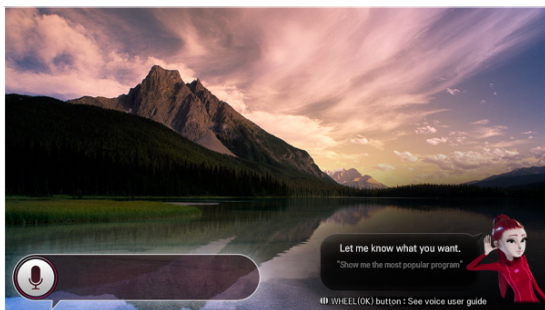 Let me know what you want.
"Show me the most popular program"
WHEEL(OK) button : See voice user guide